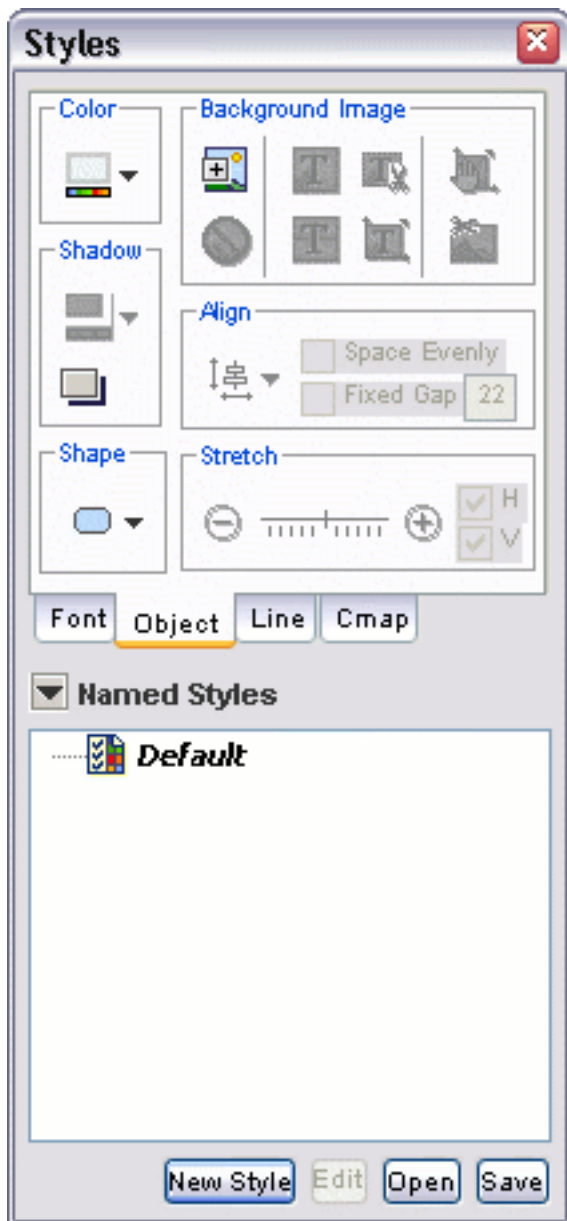 Styles
Color
Background Image
Shadow
Align
Space Evenly
Fixed Gap 22
Shape
Stretch
H
V
Font Object Line Cmap
Named Styles
Default
New Style Edit Open Save